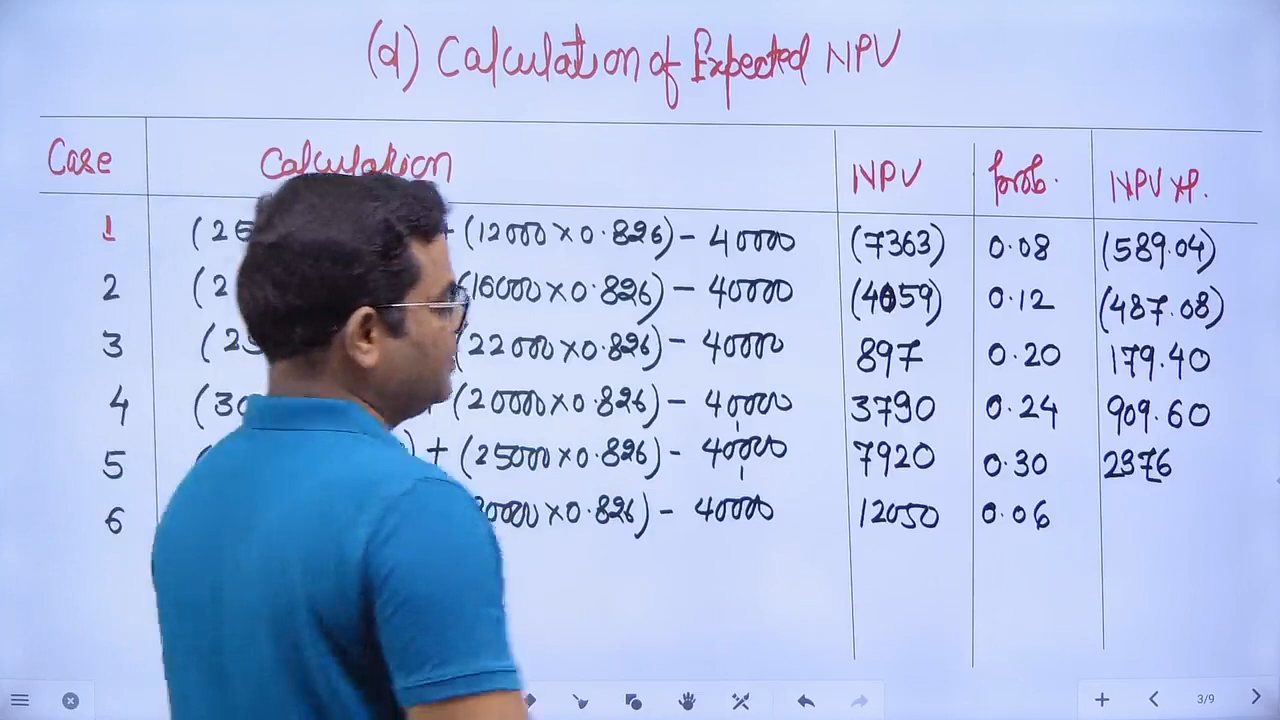 (d) Calculation of Expected NPV
Case Calculation NPV Prob. NPV XP.
1 (12000 X 0.826) - 40000 (7363) 0.08 (589.04)
2 (2 (16000 X 0.826) - 40000 (4059) 0.12 (487.08)
3 22000 X 0.826) - 40000 897 0.20 179.40
4 (30 (20000 X 0.826) - 40000 3790 0.24 909.60
5 ) + (25000 X 0.826) - 40000 7920 0.30 2376
6 X 0.826) - 40000 12050 0.06
3/9